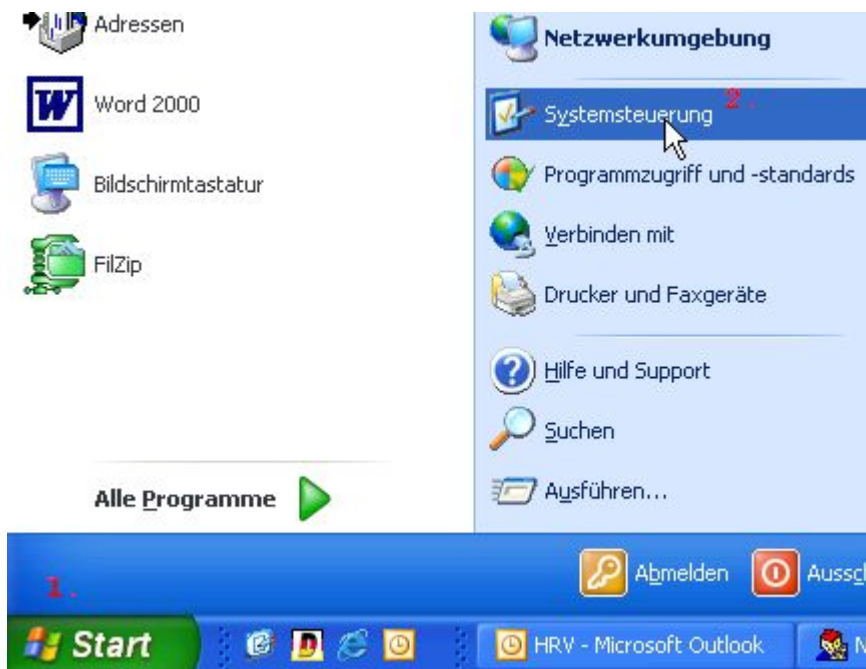 Adressen
Word 2000
Bildschirmtastatur
FilZip
Alle Programme
Netzwerkumgebung
Systemsteuerung 2.
Programmzugriff und -standards
Verbinden mit
Drucker und Faxgeräte
Hilfe und Support
Suchen
Ausführen...
1.
Abmelden
Aussc
Start
HRV - Microsoft Outlook
N